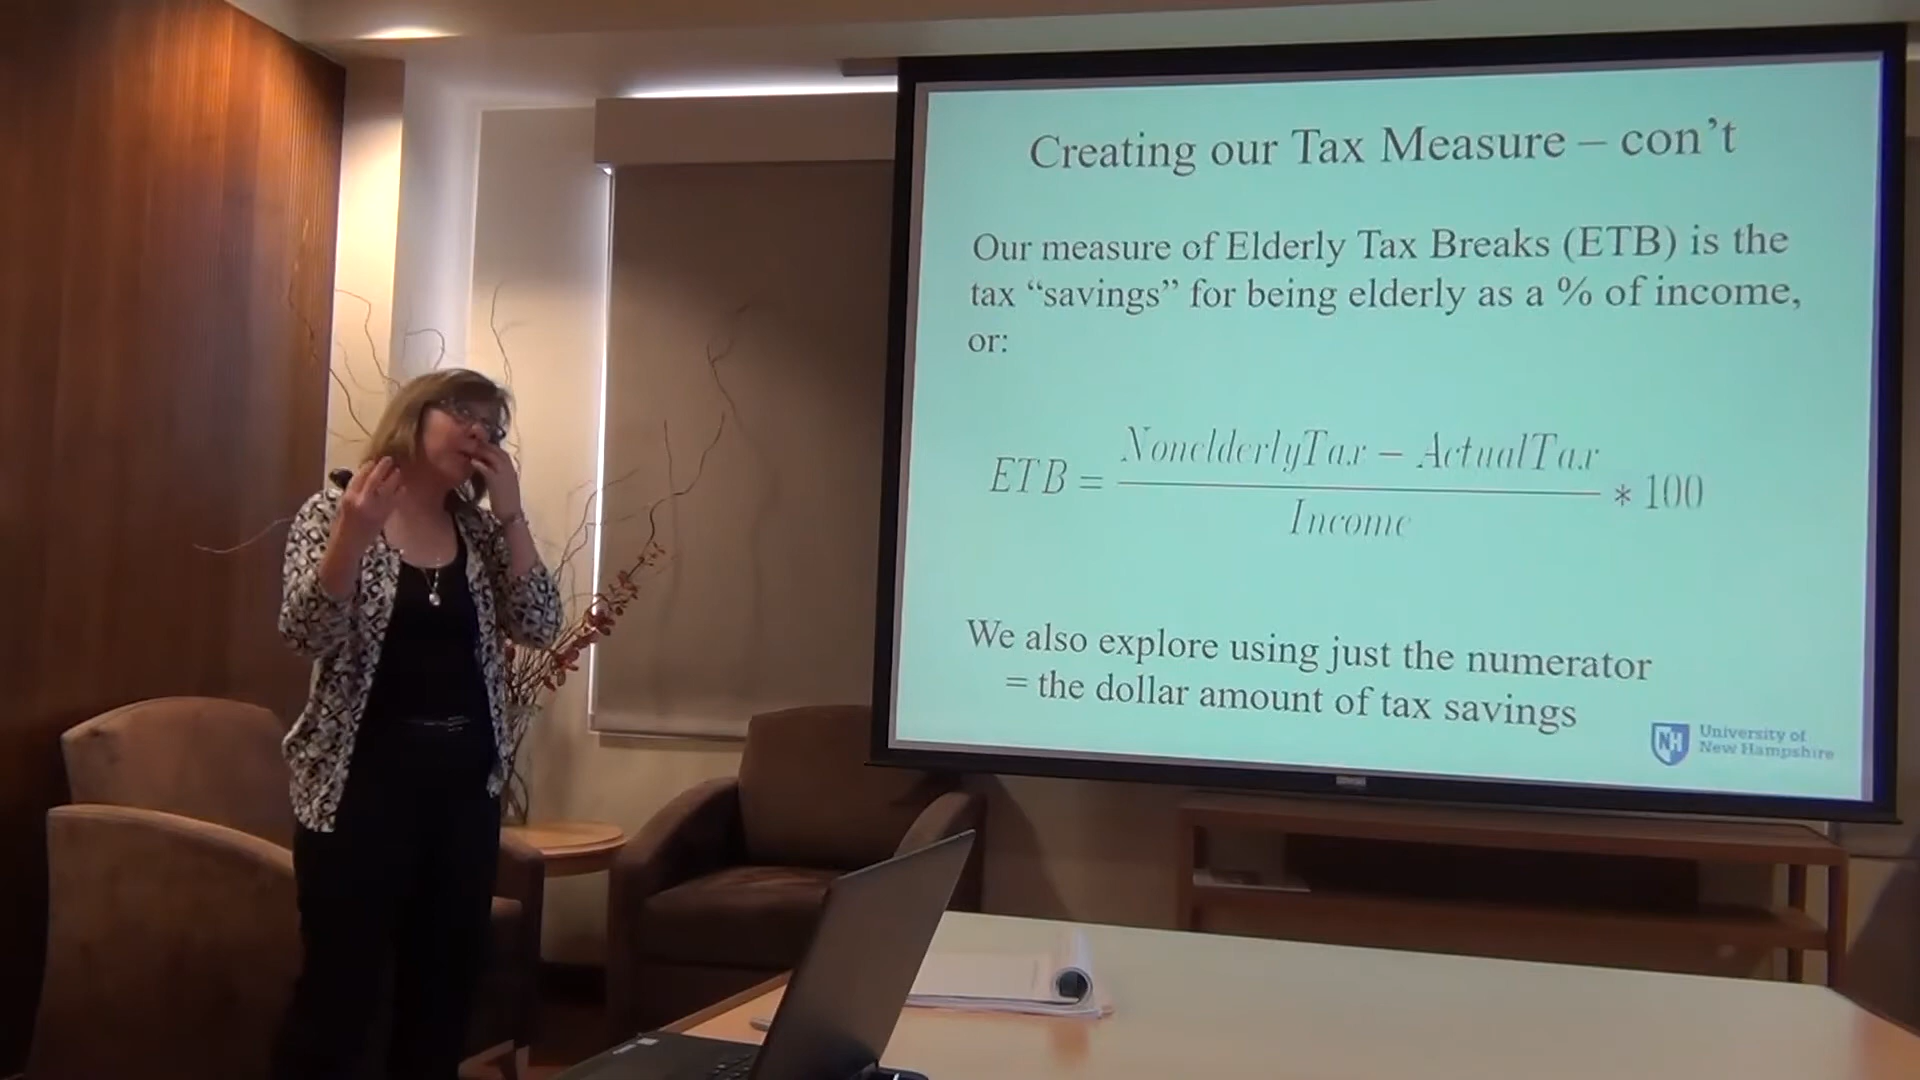 Creating our Tax Measure – con’t
Our measure of Elderly Tax Breaks (ETB) is the
tax “savings” for being elderly as a % of income,
or:
ETB = (NonelderlyTax – ActualTax) / Income * 100
We also explore using just the numerator
= the dollar amount of tax savings
NH
University of
New Hampshire